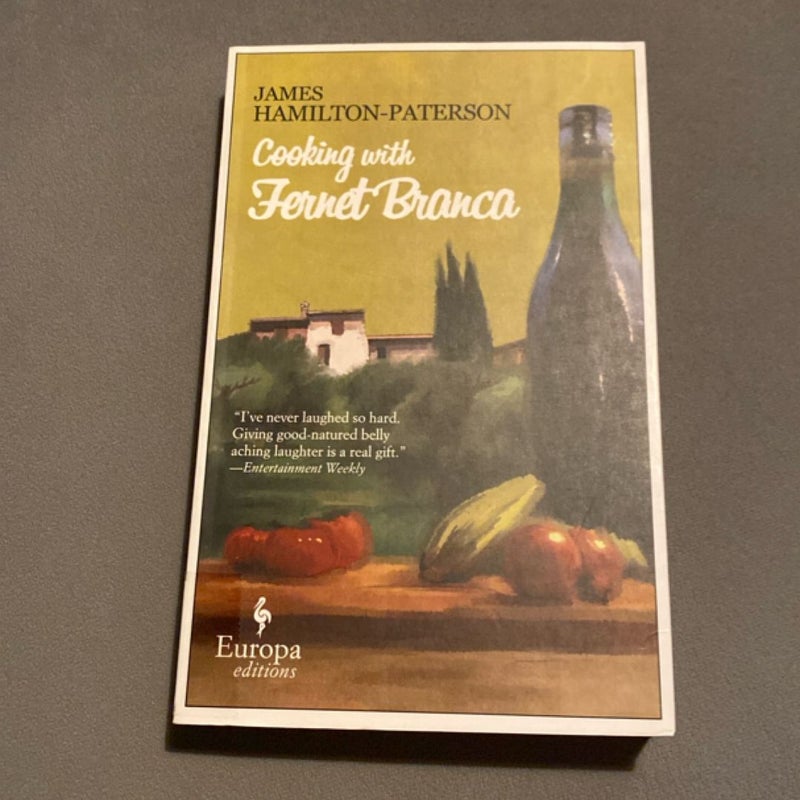 JAMES
HAMILTON-PATERSON
Cooking with
Fernet Branca
“I’ve never laughed so hard.
Giving good-natured belly
aching laughter is a real gift.”
—Entertainment Weekly
Europa
editions